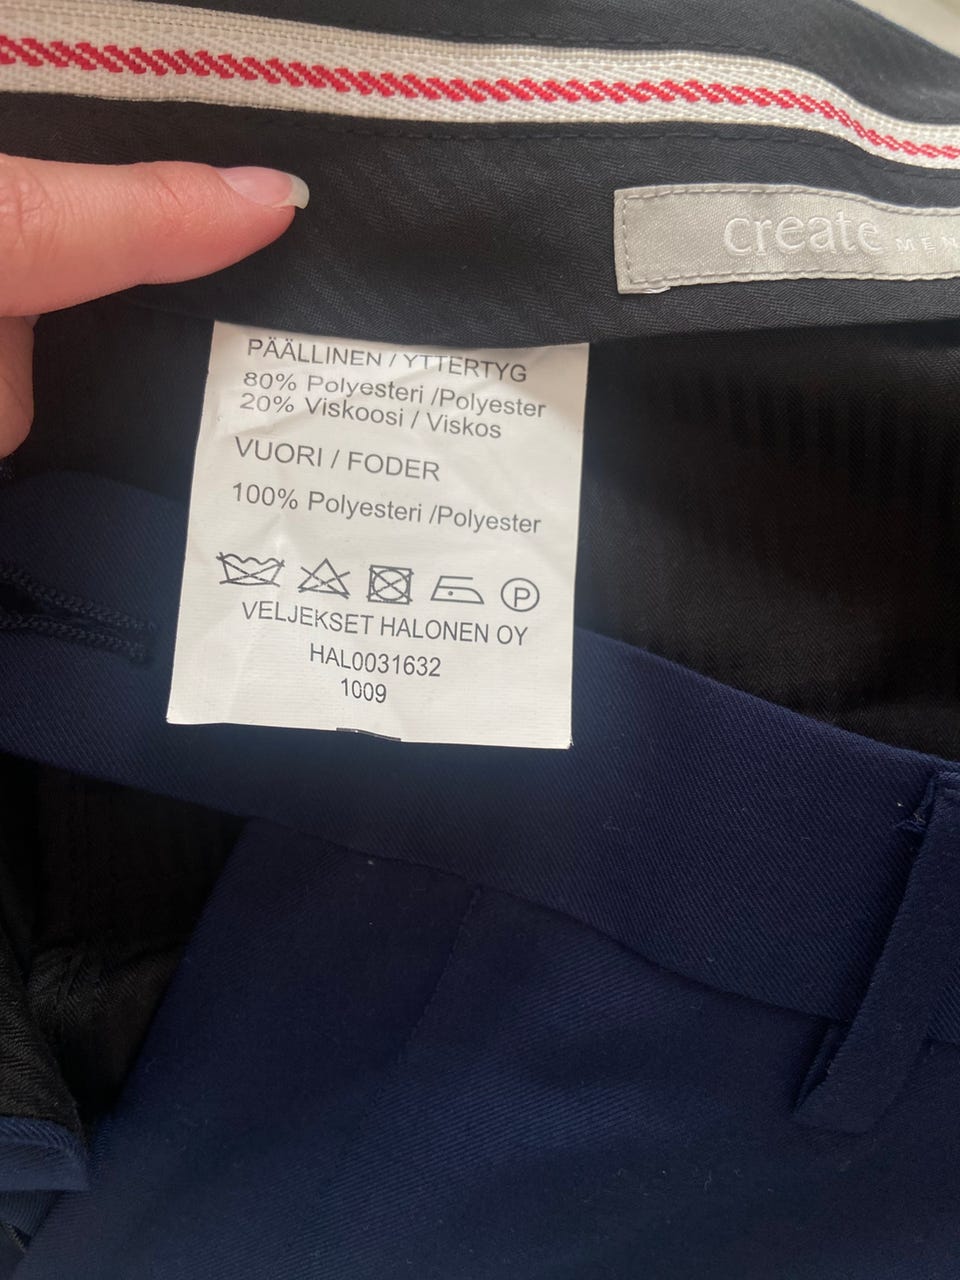 create MEN
PÄÄLLINEN / YTTERTYG
80% Polyesteri /Polyester
20% Viskoosi / Viskos
VUORI / FODER
100% Polyesteri /Polyester
P
VELJEKSET HALONEN OY
HAL0031632
1009